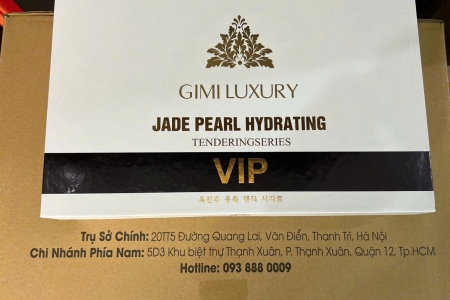 GIMI LUXURY
JADE PEARL HYDRATING
TENDERINGSERIES
VIP
Trụ Sở Chính: 20TT5 Đường Quang Lai, Văn Điển, Thanh Trì, Hà Nội
Chi Nhánh Phía Nam: 5D3 Khu biệt thự Thạnh Xuân, P. Thạnh Xuân, Quận 12, Tp.HCM
Hotline: 093 888 0009